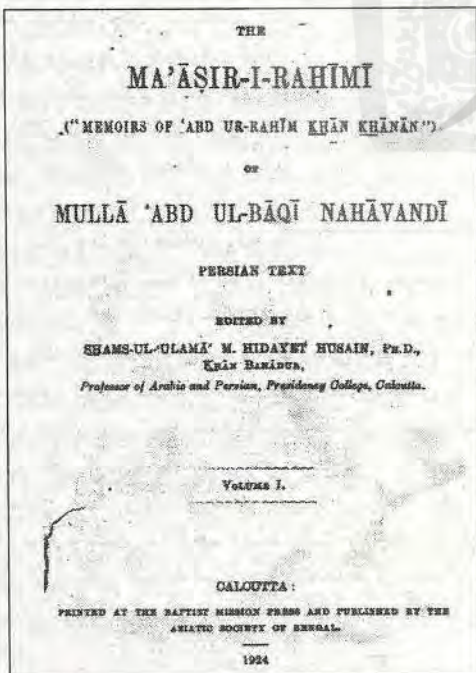 THE
MA'ĀṢIR-I-RAḤĪMĪ
("MEMOIRS OF 'ABD UR-RAHĪM KHĀN KHĀNĀN")
OF
MULLĀ 'ABD UL-BĀQĪ NAHĀVANDĪ
PERSIAN TEXT
EDITED BY
SHAMS-UL-'ULAMĀ' M. HIDAYET HUSAIN, PH.D.,
KHĀN BAHĀDUR,
Professor of Arabic and Persian, Presidency College, Calcutta.
VOLUME I.
CALCUTTA:
PRINTED AT THE BAPTIST MISSION PRESS AND PUBLISHED BY THE
ASIATIC SOCIETY OF BENGAL.
1924